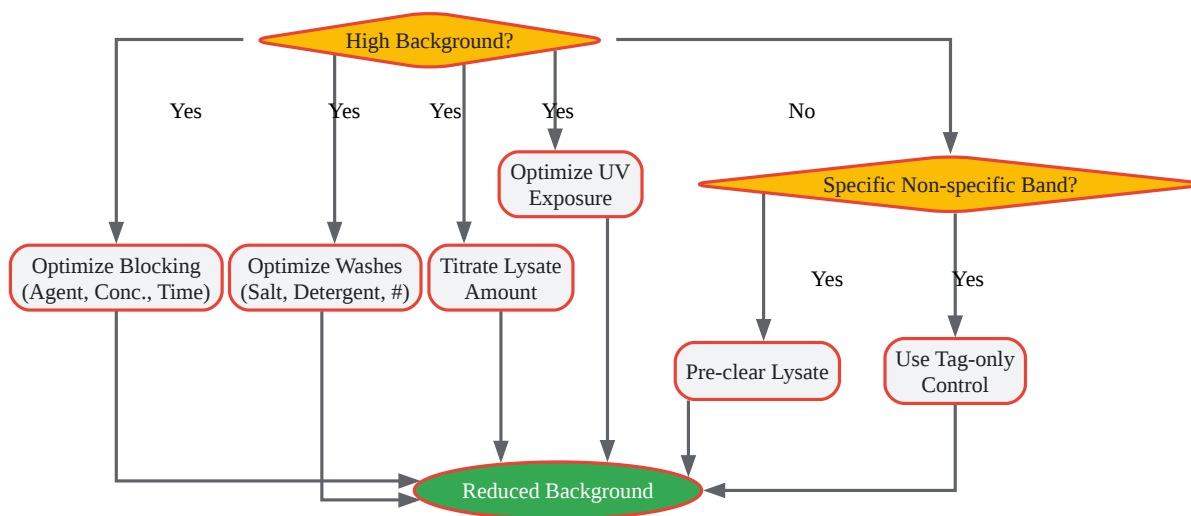 High Background?
Yes
Yes
Yes
Yes
No
Optimize UV
Exposure
Specific Non-specific Band?
Optimize Blocking
(Agent, Conc., Time)
Optimize Washes
(Salt, Detergent, #)
Titrate Lysate
Amount
Yes
Yes
Pre-clear Lysate
Use Tag-only
Control
Reduced Background